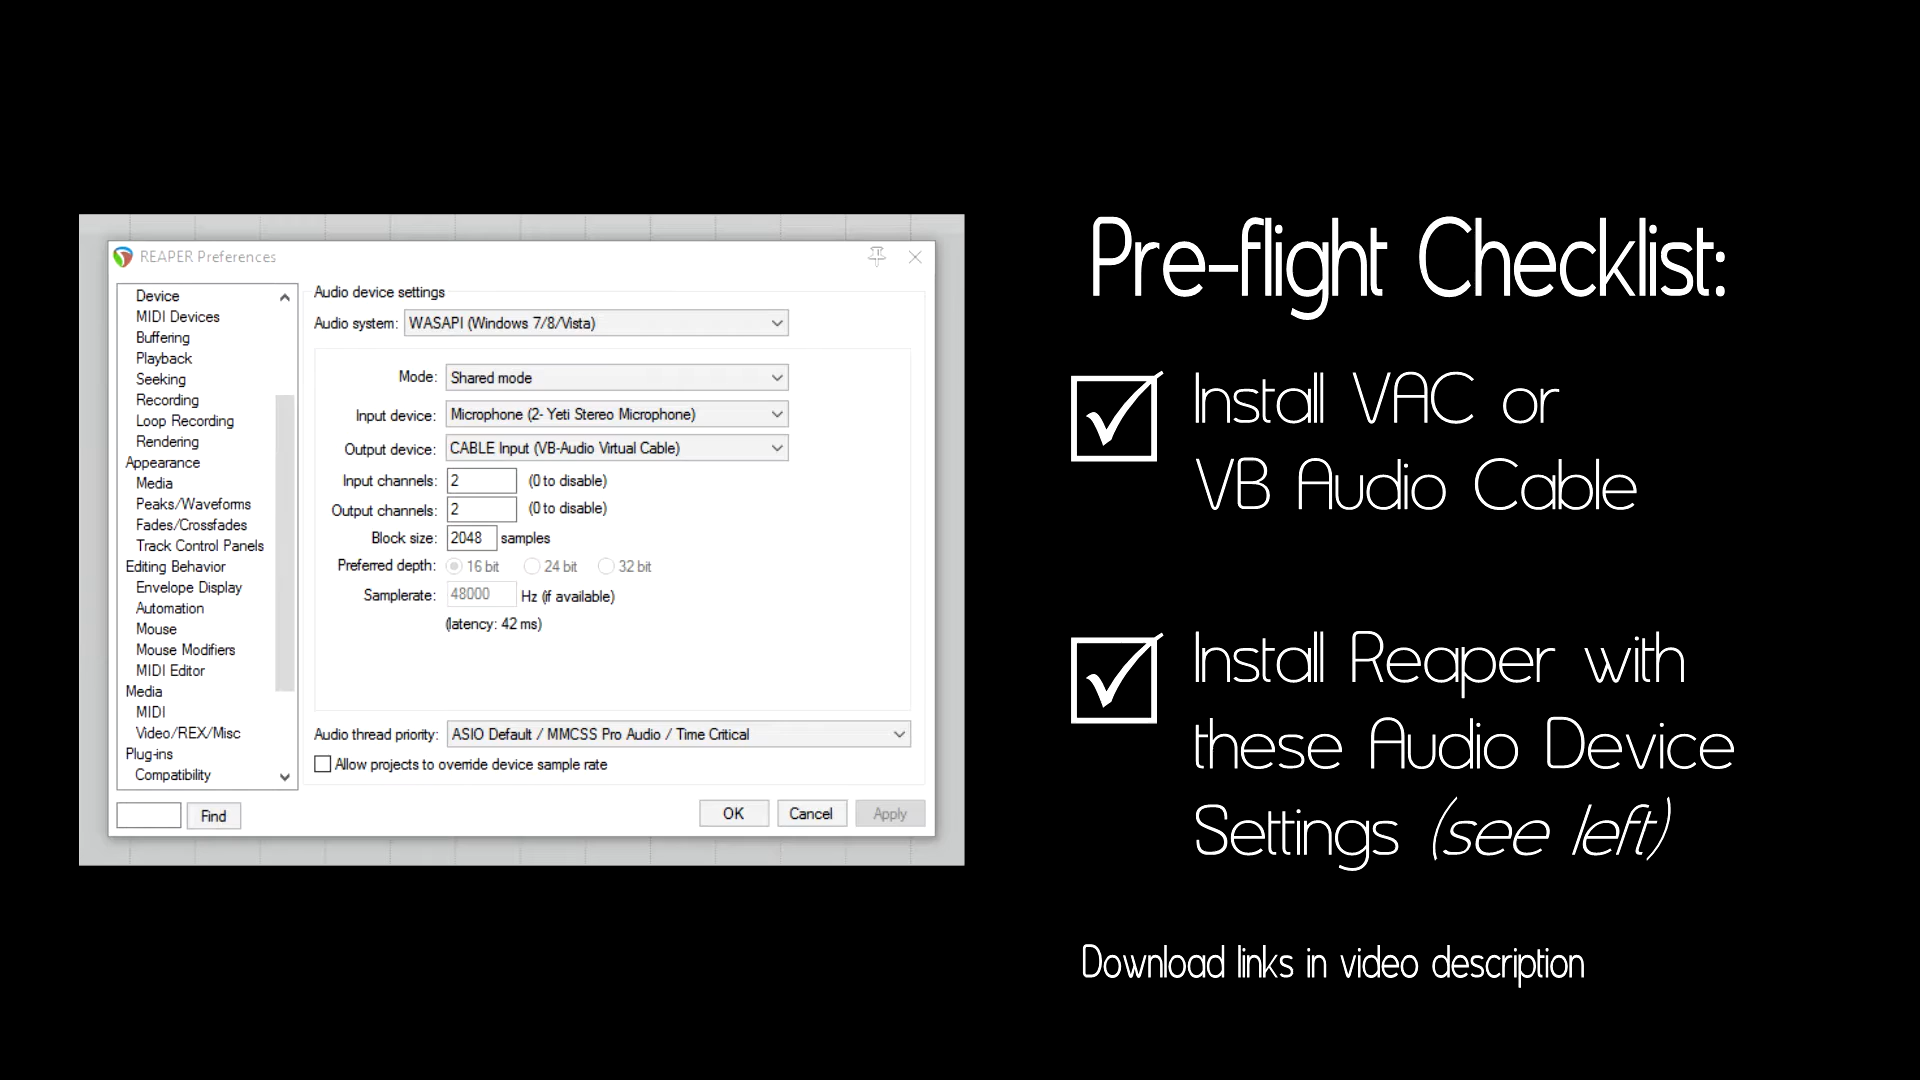 REAPER Preferences
Device
MIDI Devices
Buffering
Playback
Seeking
Recording
Loop Recording
Rendering
Appearance
Media
Peaks/Waveforms
Fades/Crossfades
Track Control Panels
Editing Behavior
Envelope Display
Automation
Mouse
Mouse Modifiers
MIDI Editor
Media
MIDI
Video/REX/Misc
Plug-ins
Compatibility
Find
Audio device settings
Audio system: WASAPI (Windows 7/8/Vista)
Mode: Shared mode
Input device: Microphone (2- Yeti Stereo Microphone)
Output device: CABLE Input (VB-Audio Virtual Cable)
Input channels: 2 (0 to disable)
Output channels: 2 (0 to disable)
Block size: 2048 samples
Preferred depth: 16 bit 24 bit 32 bit
Samplerate: 48000 Hz (if available)
(latency: 42 ms)
Audio thread priority: ASIO Default / MMCSS Pro Audio / Time Critical
Allow projects to override device sample rate
OK Cancel Apply
Pre-flight Checklist:
Install VAC or
VB Audio Cable
Install Reaper with
these Audio Device
Settings (see left)
Download links in video description